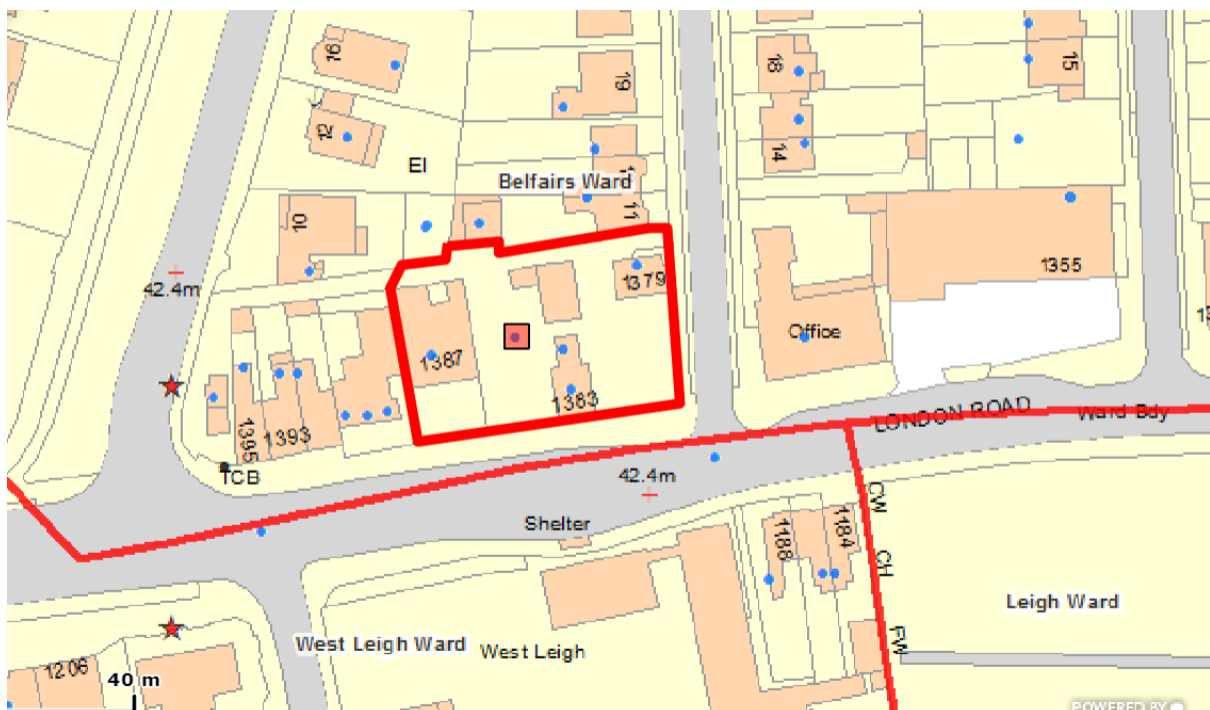 16
19
18
15
12
14
El
Belfairs Ward
11
10
1355
42.4m
1379
Office
1387
1383
LONDON ROAD
Ward Bdy
1393
1395
TCB
42.4m
CW
Shelter
1188
1184
CH
Leigh Ward
FW
West Leigh Ward
West Leigh
1206
40 m
POWERED BY